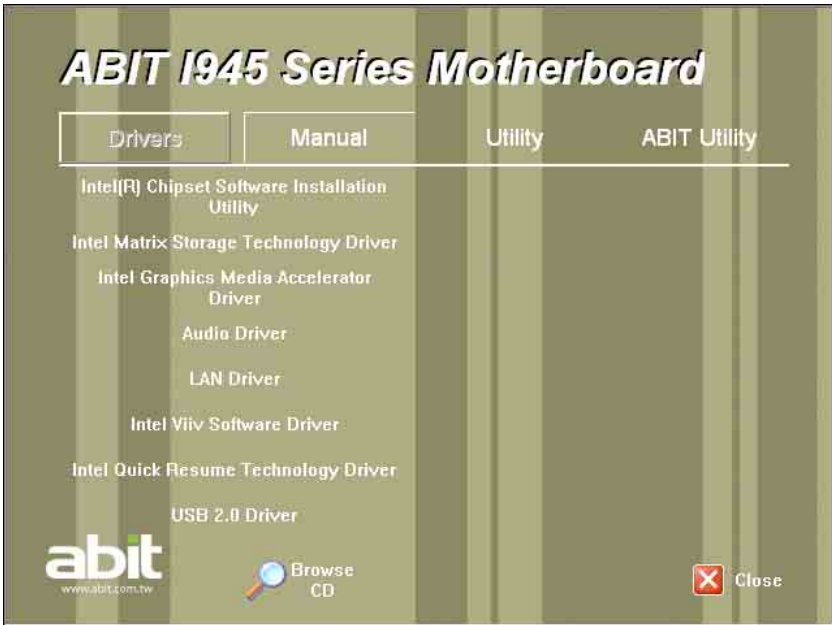 ABIT I945 Series Motherboard
Drivers Manual Utility ABIT Utility
Intel(R) Chipset Software Installation
Utility
Intel Matrix Storage Technology Driver
Intel Graphics Media Accelerator
Driver
Audio Driver
LAN Driver
Intel Viiv Software Driver
Intel Quick Resume Technology Driver
USB 2.0 Driver
abit
www.abit.com.tw
Browse
CD
Close